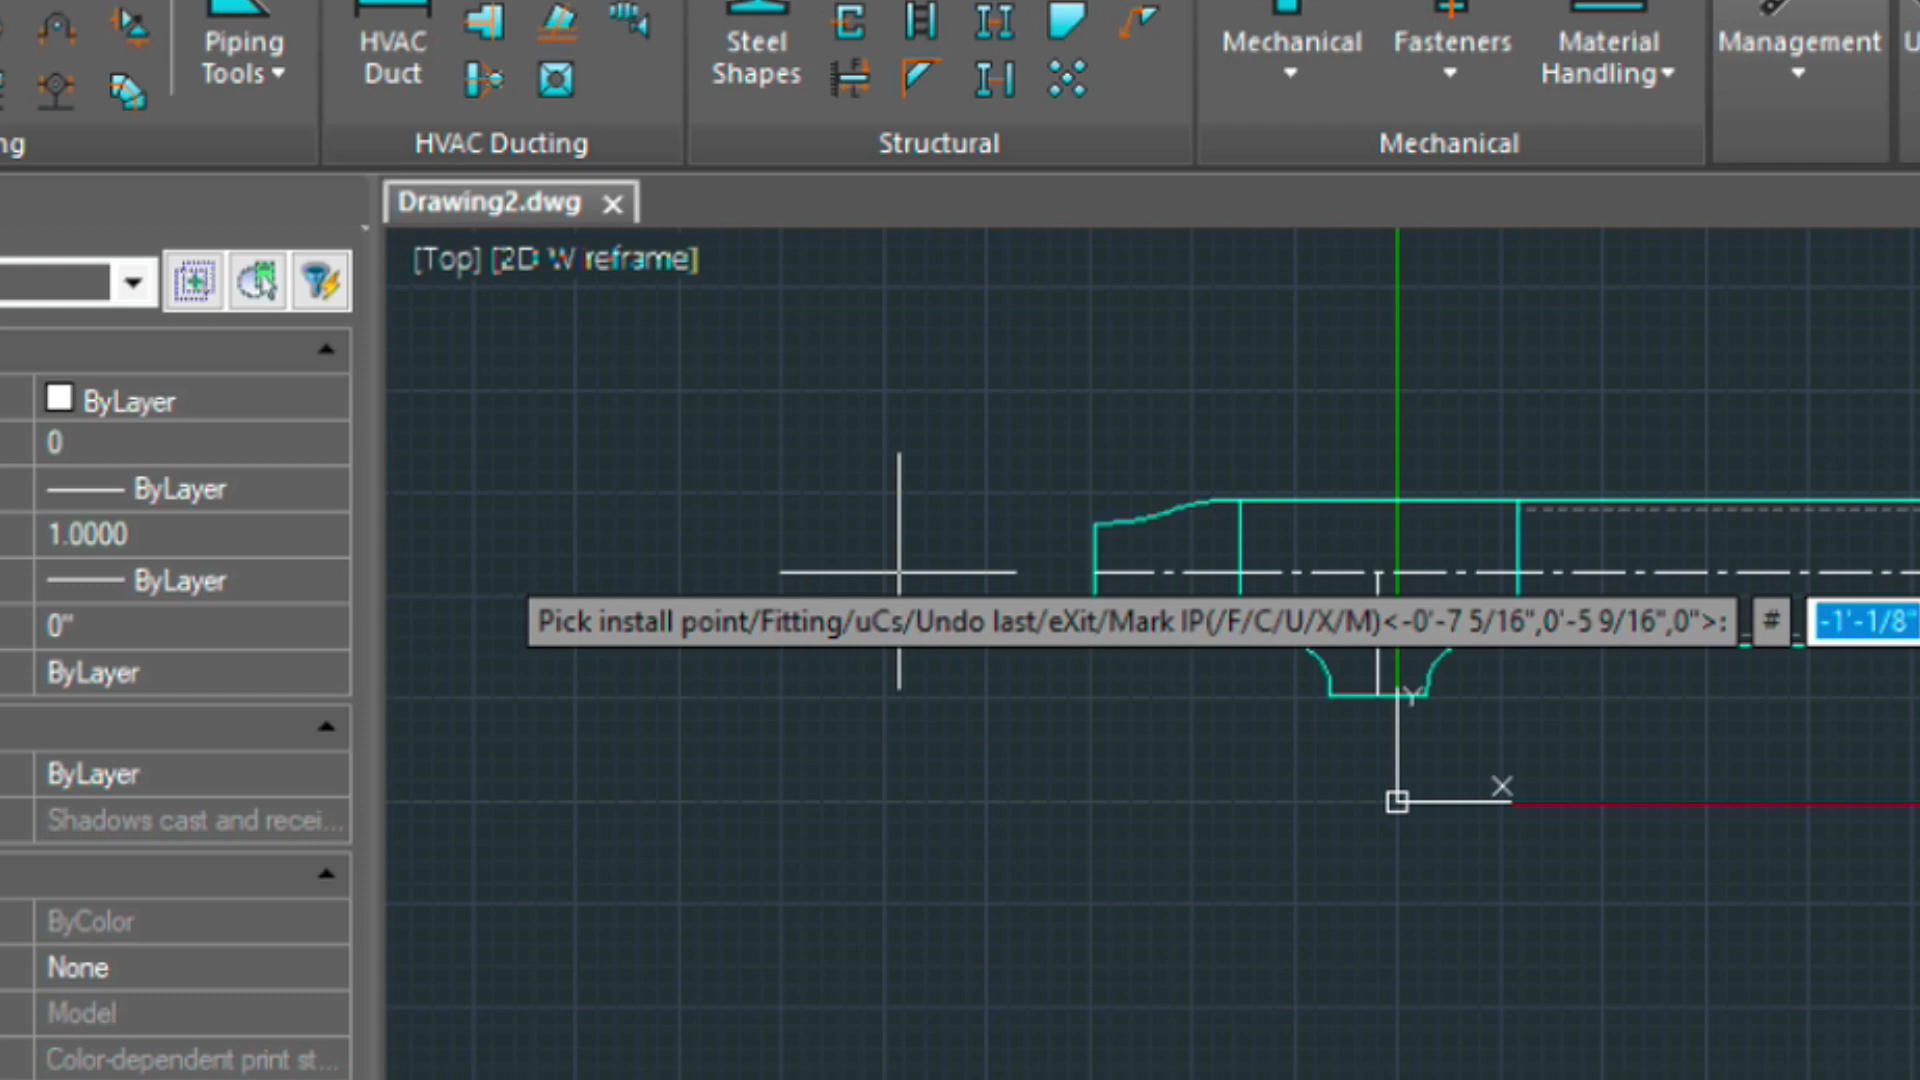 Piping
Tools
HVAC
Duct
Steel
Shapes
Mechanical
Fasteners
Material
Handling
Management
U
ng
HVAC Ducting
Structural
Mechanical
Drawing2.dwg
[Top] [2D W reframe]
ByLayer
0
ByLayer
1.0000
ByLayer
0"
ByLayer
ByLayer
Shadows cast and recei...
ByColor
None
Model
Color-dependent print st...
Pick install point/Fitting/uCs/Undo last/eXit/Mark IP(/F/C/U/X/M)<-0'-7 5/16",0'-5 9/16",0">:
#
-1'-1/8"
Y
X